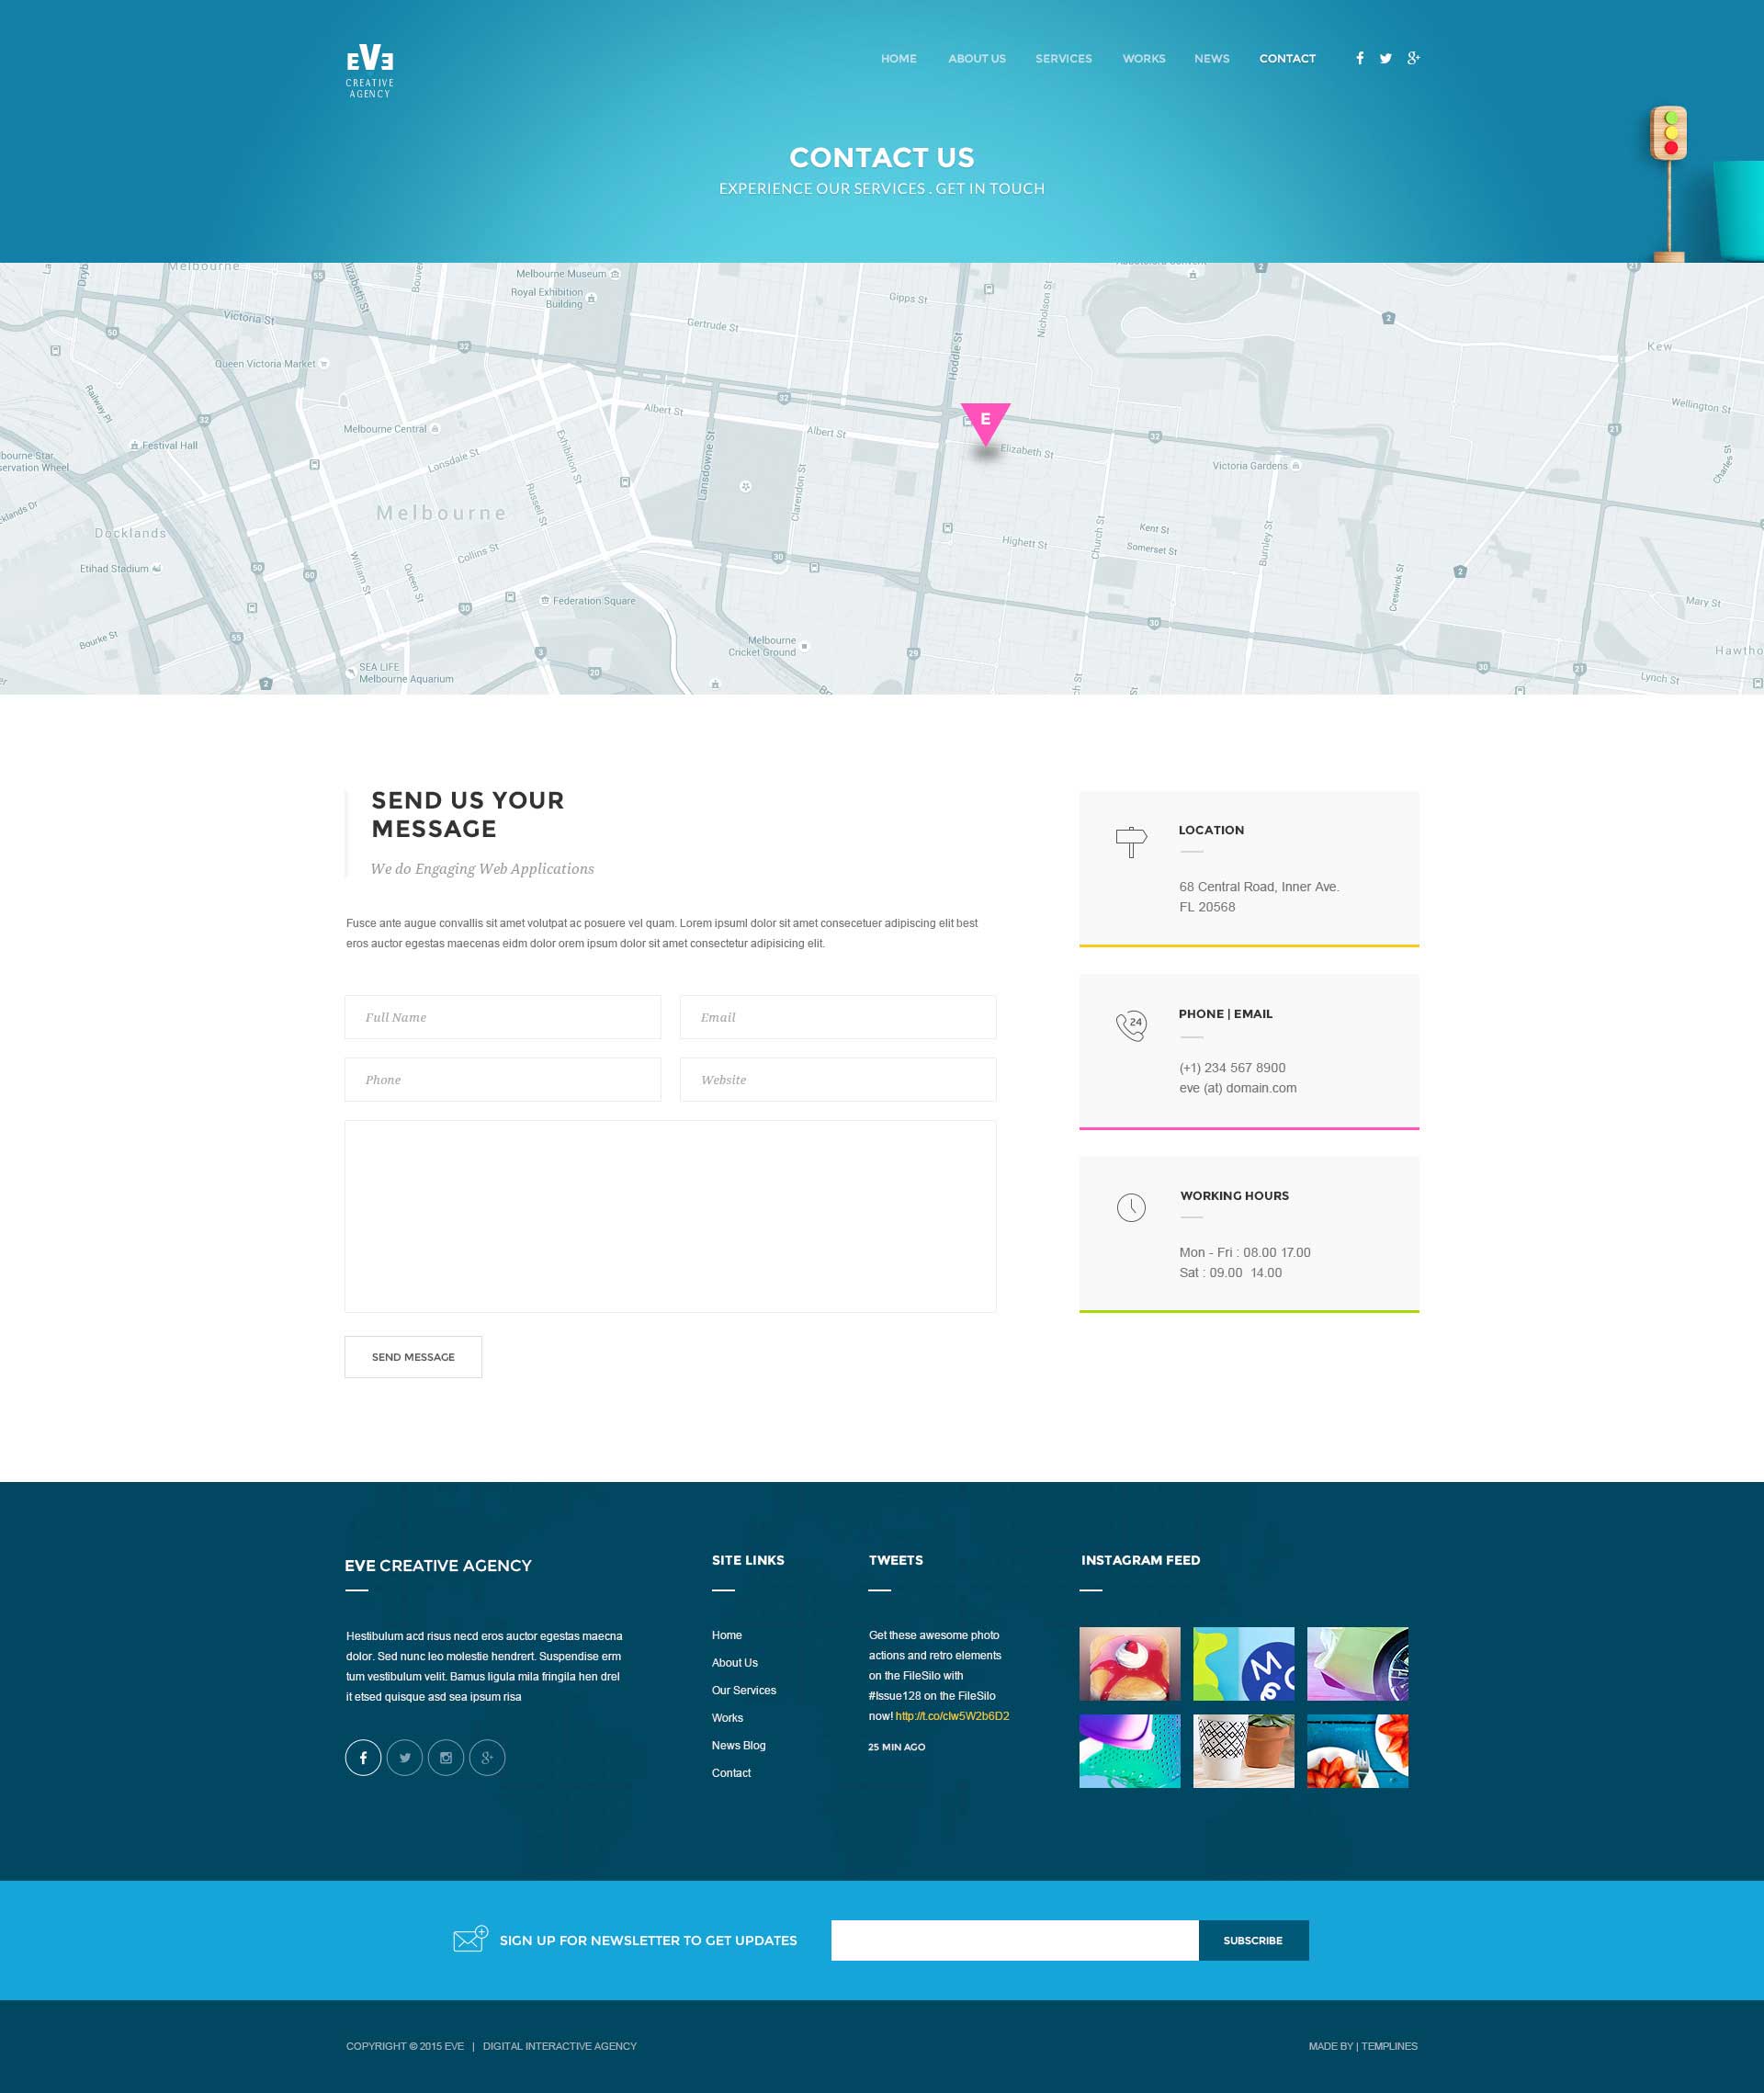 EVE
CREATIVE
AGENCY
HOME ABOUT US SERVICES WORKS NEWS CONTACT
CONTACT US
EXPERIENCE OUR SERVICES . GET IN TOUCH
Melbourne
Elizabeth St
Victoria St
Melbourne Museum
Royal Exhibition
Building
Gipps St
Nicholson St
Gertrude St
Hoddle St
Queen Victoria Market
Kew
Railway Pl
Albert St
Albert St
E
Wellington St
Melbourne Central
Festival Hall
Lonsdale St
Exhibition St
Lansdowne St
Clarendon St
Elizabeth St
Victoria Gardens
Charles St
Melbourne
Russell St
Docklands
Collins St
William St
Queen St
Highett St
Church St
Kent St
Somerset St
Burnley St
Etihad Stadium
Creswick St
Federation Square
Mary St
Bourke St
Melbourne
Cricket Ground
SEA LIFE
Melbourne Aquarium
Lynch St
SEND US YOUR
MESSAGE
We do Engaging Web Applications
Fusce ante augue convallis sit amet volutpat ac posuere vel quam. Lorem ipsuml dolor sit amet consecetuer adipiscing elit best
eros auctor egestas maecenas eidm dolor orem ipsum dolor sit amet consectetur adipisicing elit.
Full Name
Email
Phone
Website
SEND MESSAGE
LOCATION
68 Central Road, Inner Ave.
FL 20568
24
PHONE | EMAIL
(+1) 234 567 8900
eve (at) domain.com
WORKING HOURS
Mon - Fri : 08.00 17.00
Sat : 09.00 14.00
EVE CREATIVE AGENCY
Hestibulum acd risus necd eros auctor egestas maecna
dolor. Sed nunc leo molestie hendrert. Suspendise erm
tum vestibulum velit. Bamus ligula mila fringila hen drel
it etsed quisque asd sea ipsum risa
SITE LINKS
Home
About Us
Our Services
Works
News Blog
Contact
TWEETS
Get these awesome photo
actions and retro elements
on the FileSilo with
#Issue128 on the FileSilo
now! http://t.co/clw5W2b6D2
25 MIN AGO
INSTAGRAM FEED
SIGN UP FOR NEWSLETTER TO GET UPDATES
SUBSCRIBE
COPYRIGHT © 2015 EVE | DIGITAL INTERACTIVE AGENCY
MADE BY | TEMPLINES